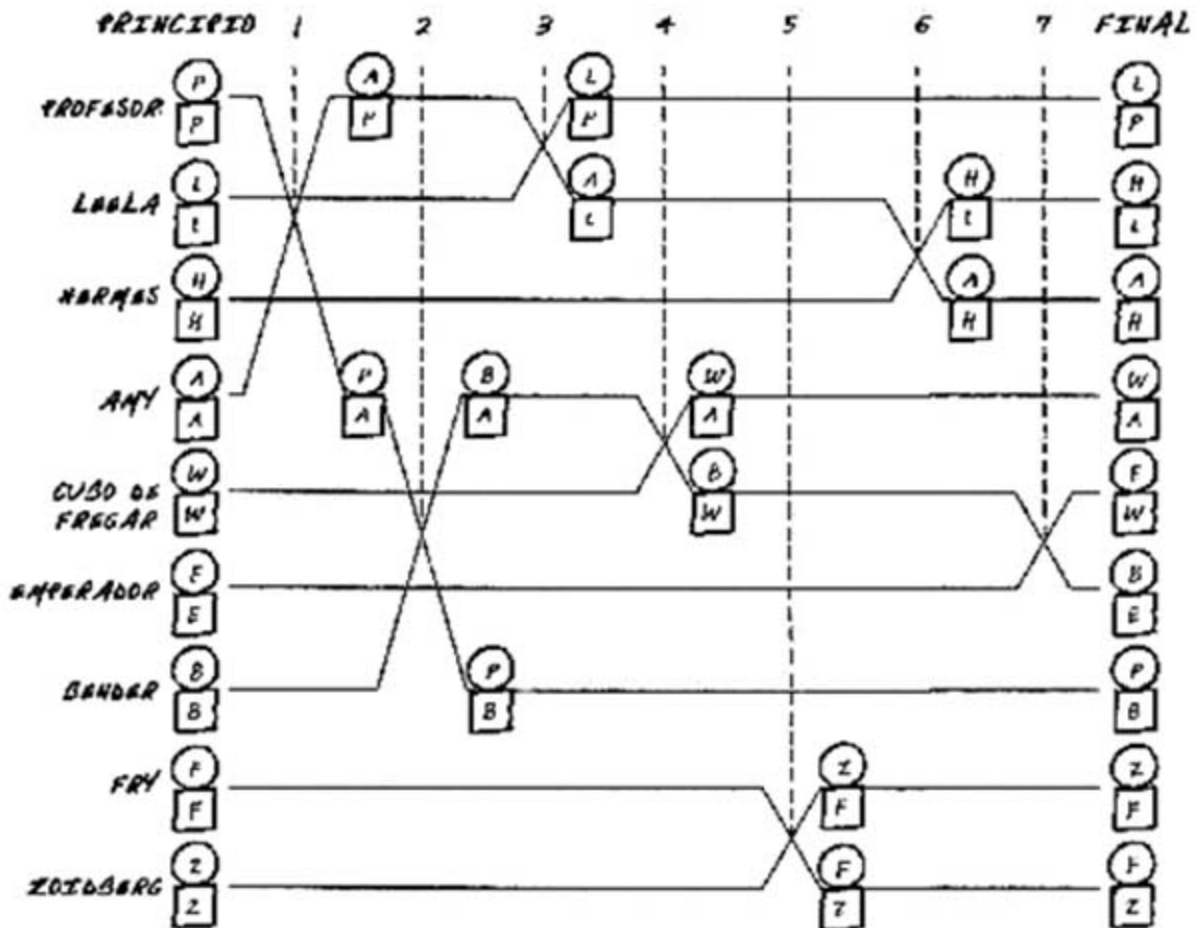 PRINCIPIO 1 2 3 4 5 6 7 FINAL
P A L L
PROFESOR P P P P
L A H H
LEELA L L L L
H A A
HERMES H H H
A P B W W
AMY A A A A
W B F
CUBO DE W W W
FREGAR
E B
EMPERADOR E E
B P P
BENDER B B B
F Z Z
FRY F F F
Z F F
ZOIDBERG Z Z Z